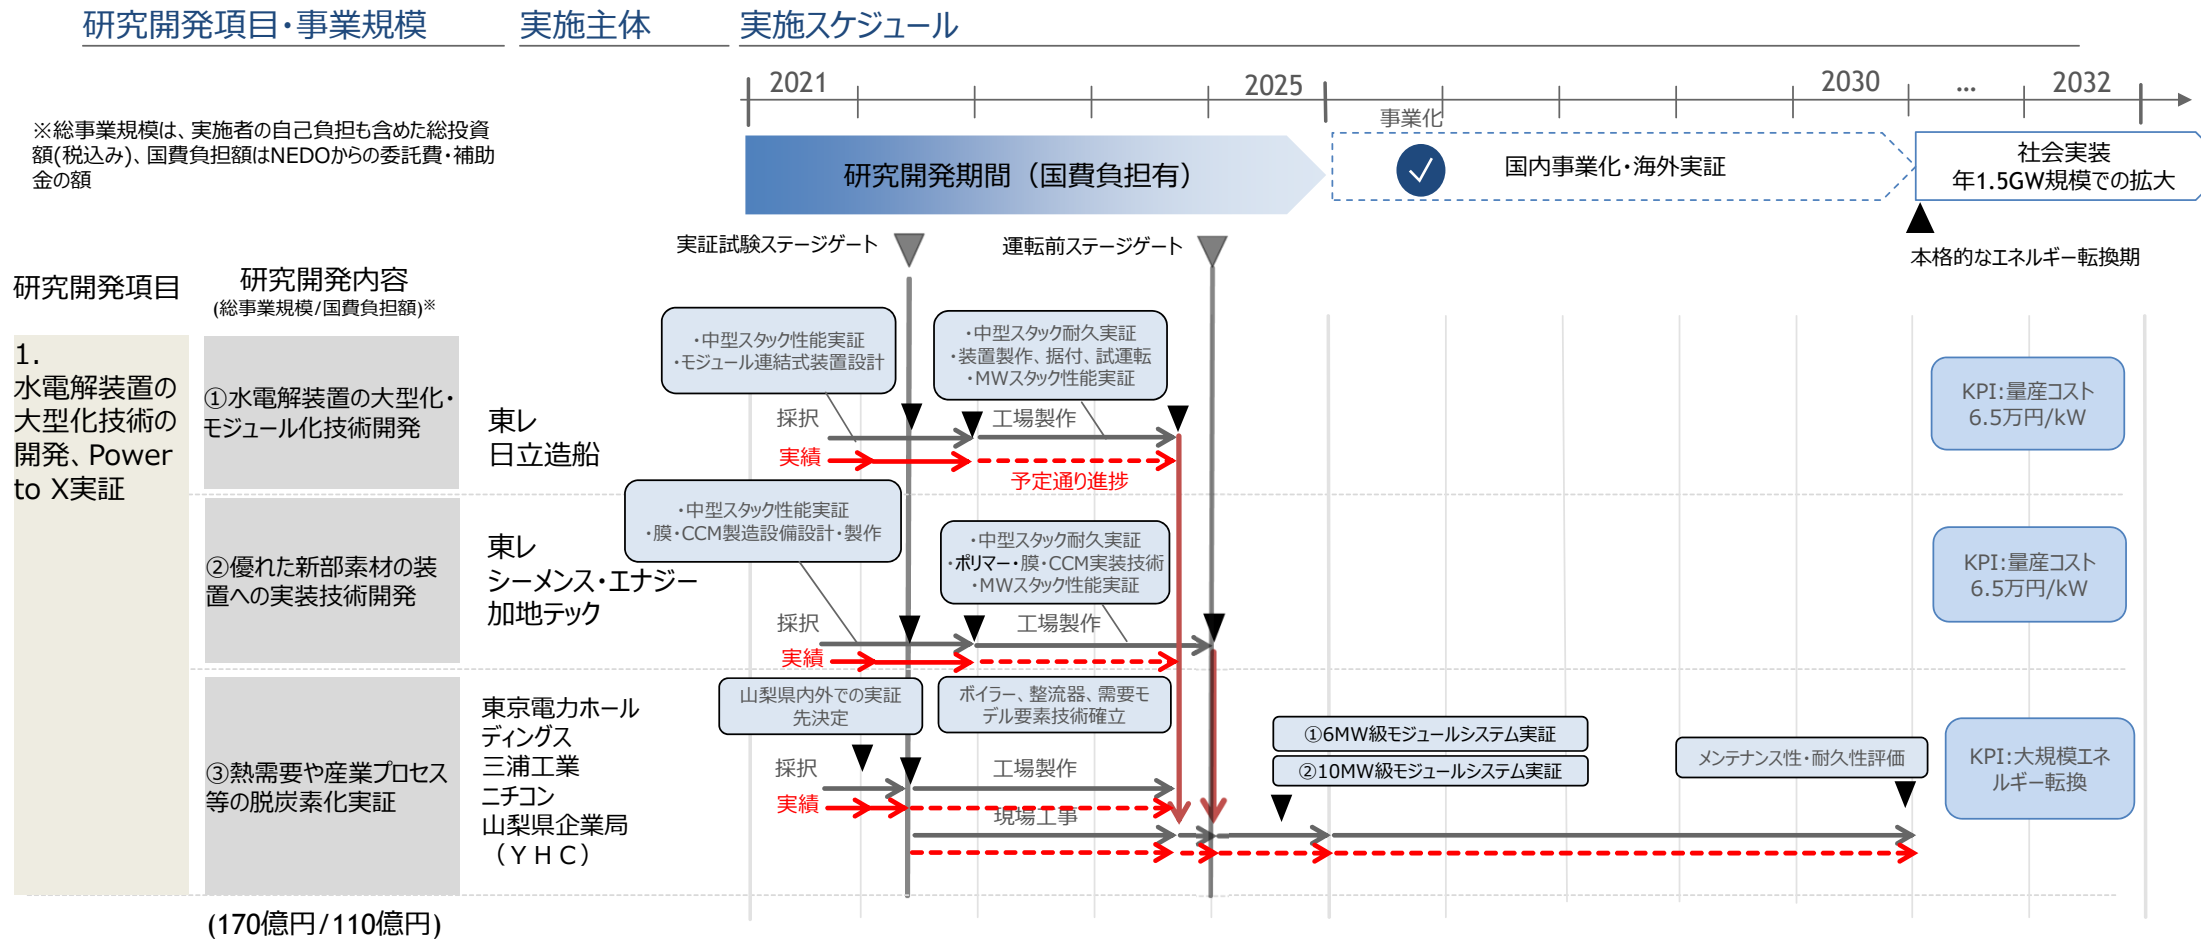 研究開発項目・事業規模
実施主体
実施スケジュール
2021
2025
2030
...
2032
※総事業規模は、実施者の自己負担も含めた総投資
額(税込み)、国費負担額はNEDOからの委託費・補助
金の額
研究開発期間（国費負担有）
事業化
国内事業化・海外実証
社会実装
年1.5GW規模での拡大
実証試験ステージゲート
運転前ステージゲート
本格的なエネルギー転換期
研究開発項目
研究開発内容
(総事業規模/国費負担額)※
1.
水電解装置の
大型化技術の
開発、Power
to X実証
①水電解装置の大型化・
モジュール化技術開発
東レ
日立造船
・中型スタック性能実証
・モジュール連結式装置設計
・中型スタック耐久実証
・装置製作、据付、試運転
・MWスタック性能実証
採択
工場製作
実績
予定通り進捗
KPI:量産コスト
6.5万円/kW
②優れた新部素材の装
置への実装技術開発
東レ
シーメンス・エナジー
加地テック
・中型スタック性能実証
・膜・CCM製造設備設計・製作
・中型スタック耐久実証
・ポリマー・膜・CCM実装技術
・MWスタック性能実証
採択
工場製作
実績
KPI:量産コスト
6.5万円/kW
③熱需要や産業プロセス
等の脱炭素化実証
東京電力ホール
ディングス
三浦工業
ニチコン
山梨県企業局
（ＹＨＣ）
山梨県内外での実証
先決定
ボイラー、整流器、需要モ
デル要素技術確立
採択
工場製作
実績
現場工事
①6MW級モジュールシステム実証
②10MW級モジュールシステム実証
メンテナンス性・耐久性評価
KPI:大規模エネ
ルギー転換
(170億円/110億円)